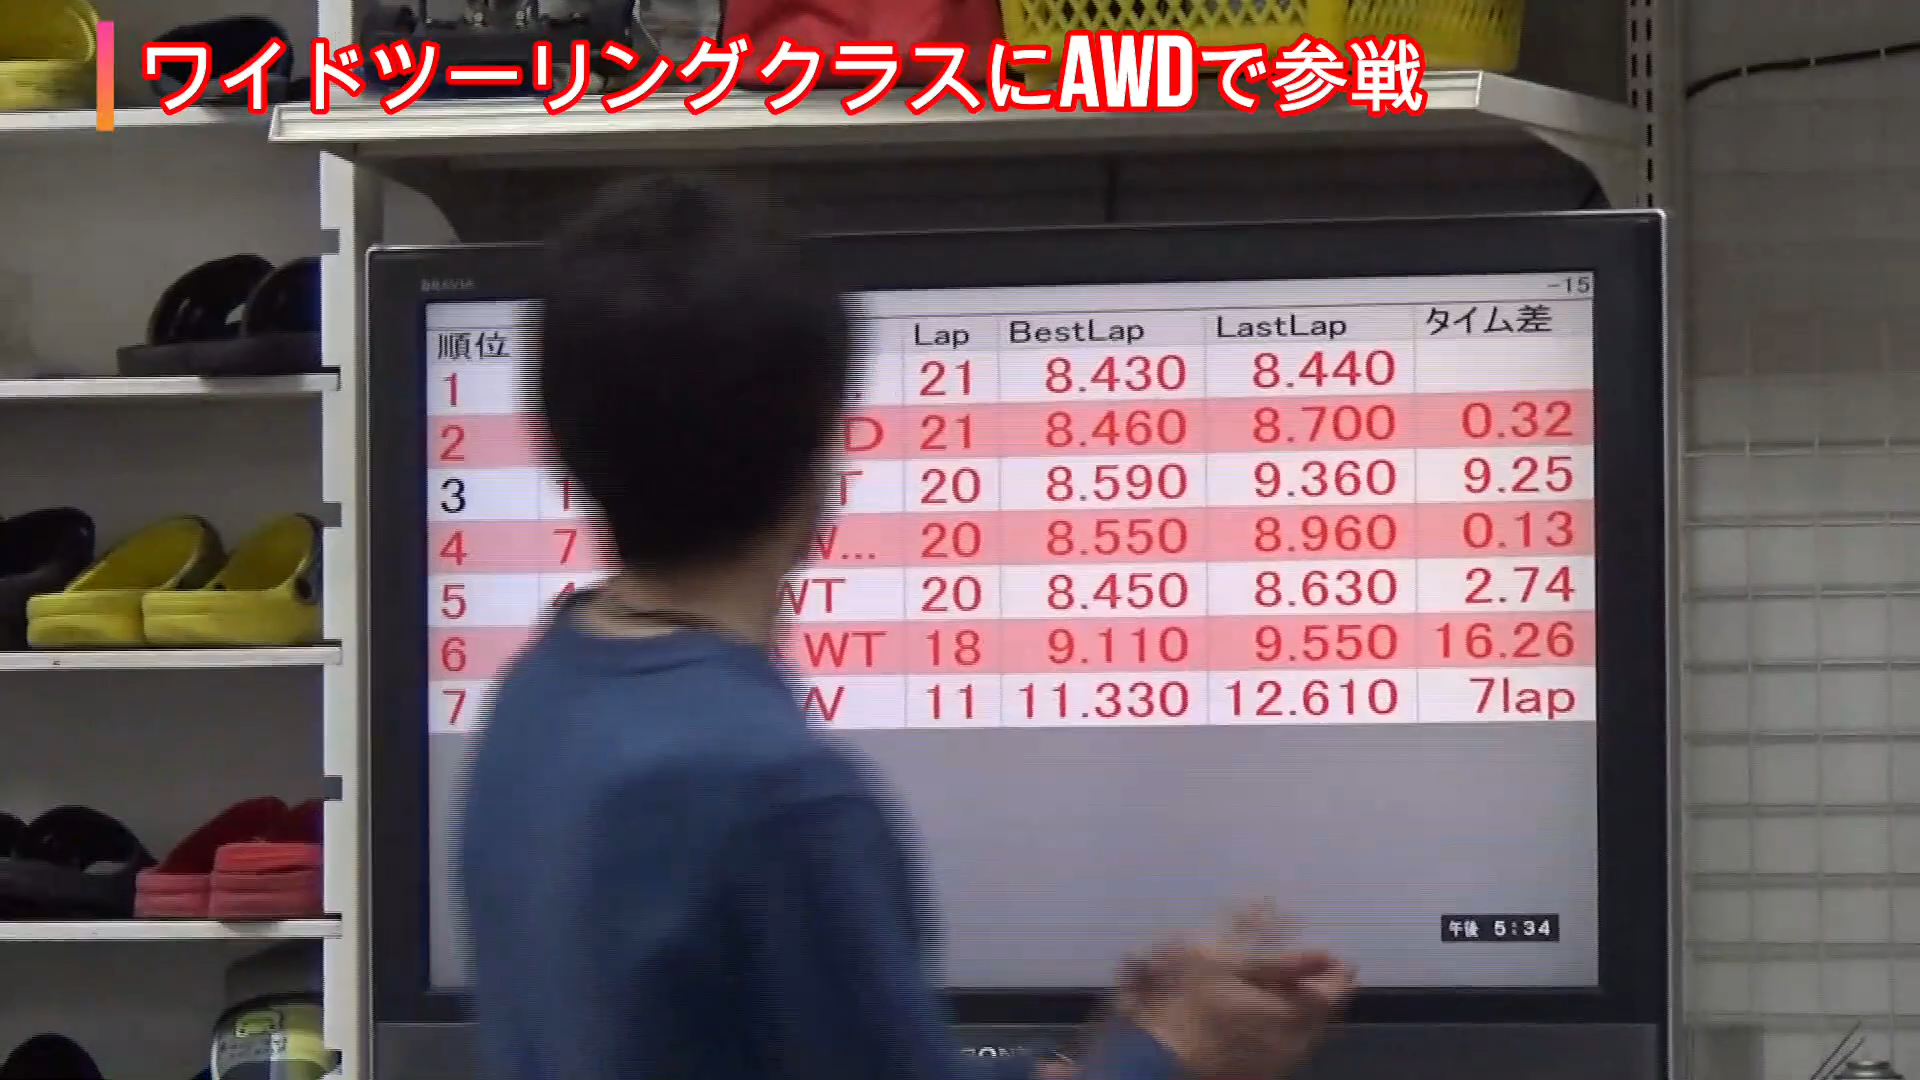 ワイドツーリングクラスにAWDで参戦
BRAVIA
-15
順位 Lap BestLap LastLap タイム差
1 21 8.430 8.440
2 D 21 8.460 8.700 0.32
3 1 T 20 8.590 9.360 9.25
4 7 W... 20 8.550 8.960 0.13
5 4 WT 20 8.450 8.630 2.74
6 WT 18 9.110 9.550 16.26
7 W 11 11.330 12.610 7lap
午後 5:34